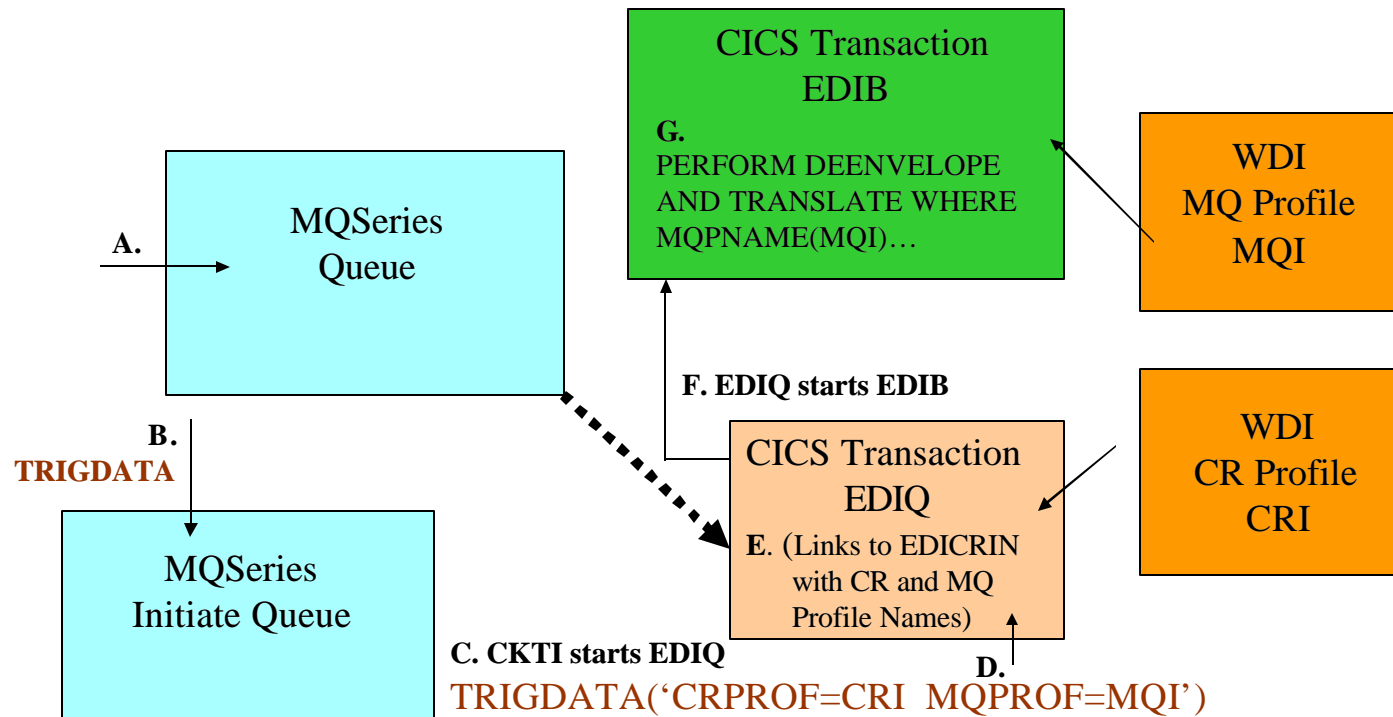 A.
MQSeries
Queue
B.
TRIGDATA
MQSeries
Initiate Queue
C. CKTI starts EDIQ
TRIGDATA(‘CRPROF=CRI MQPROF=MQI’)
D.
CICS Transaction
EDIQ
E. (Links to EDICRIN
with CR and MQ
Profile Names)
F. EDIQ starts EDIB
CICS Transaction
EDIB
G.
PERFORM DEENVELOPE
AND TRANSLATE WHERE
MQPNAME(MQI)…
WDI
MQ Profile
MQI
WDI
CR Profile
CRI